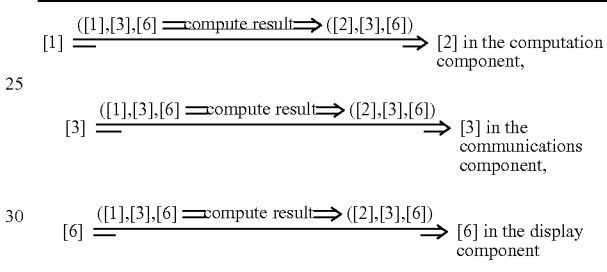 ([1],[3],[6] compute result ([2],[3],[6])
[1] [2] in the computation
component,
25
([1],[3],[6] compute result ([2],[3],[6])
[3] [3] in the
communications
component,
30
([1],[3],[6] compute result ([2],[3],[6])
[6] [6] in the display
component